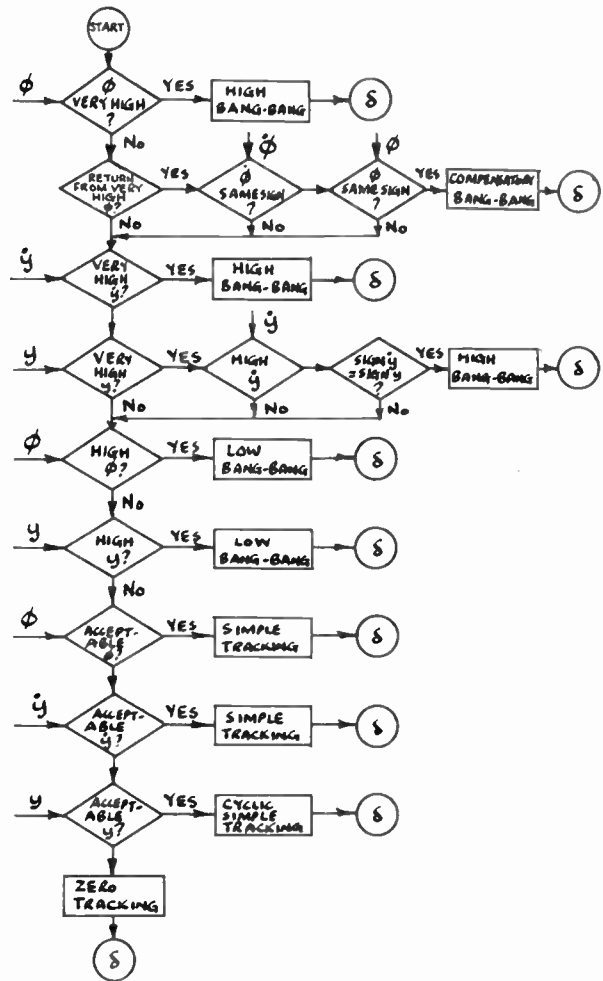 START
ϕ
ϕ
VERY HIGH
?
YES
HIGH
BANG-BANG
δ
NO
ϕ̇
ϕ
RETURN
FROM VERY
HIGH
ϕ?
YES
ϕ̇
SAME SIGN
?
ϕ
SAME SIGN
?
YES
COMPENSATORY
BANG-BANG
δ
NO
NO
NO
ẏ
VERY
HIGH
ẏ?
YES
HIGH
BANG-BANG
δ
ẏ
y
VERY
HIGH
y?
YES
HIGH
ẏ
SIGN ẏ
=SIGN y
?
YES
HIGH
BANG-BANG
δ
NO
NO
NO
ϕ
HIGH
ϕ?
YES
LOW
BANG-BANG
δ
NO
y
HIGH
y?
YES
LOW
BANG-BANG
δ
NO
ϕ
ACCEPT-
ABLE
ϕ?
YES
SIMPLE
TRACKING
δ
ẏ
ACCEPT-
ABLE
ẏ?
YES
SIMPLE
TRACKING
δ
y
ACCEPT-
ABLE
y?
YES
CYCLIC
SIMPLE
TRACKING
δ
ZERO
TRACKING
δ